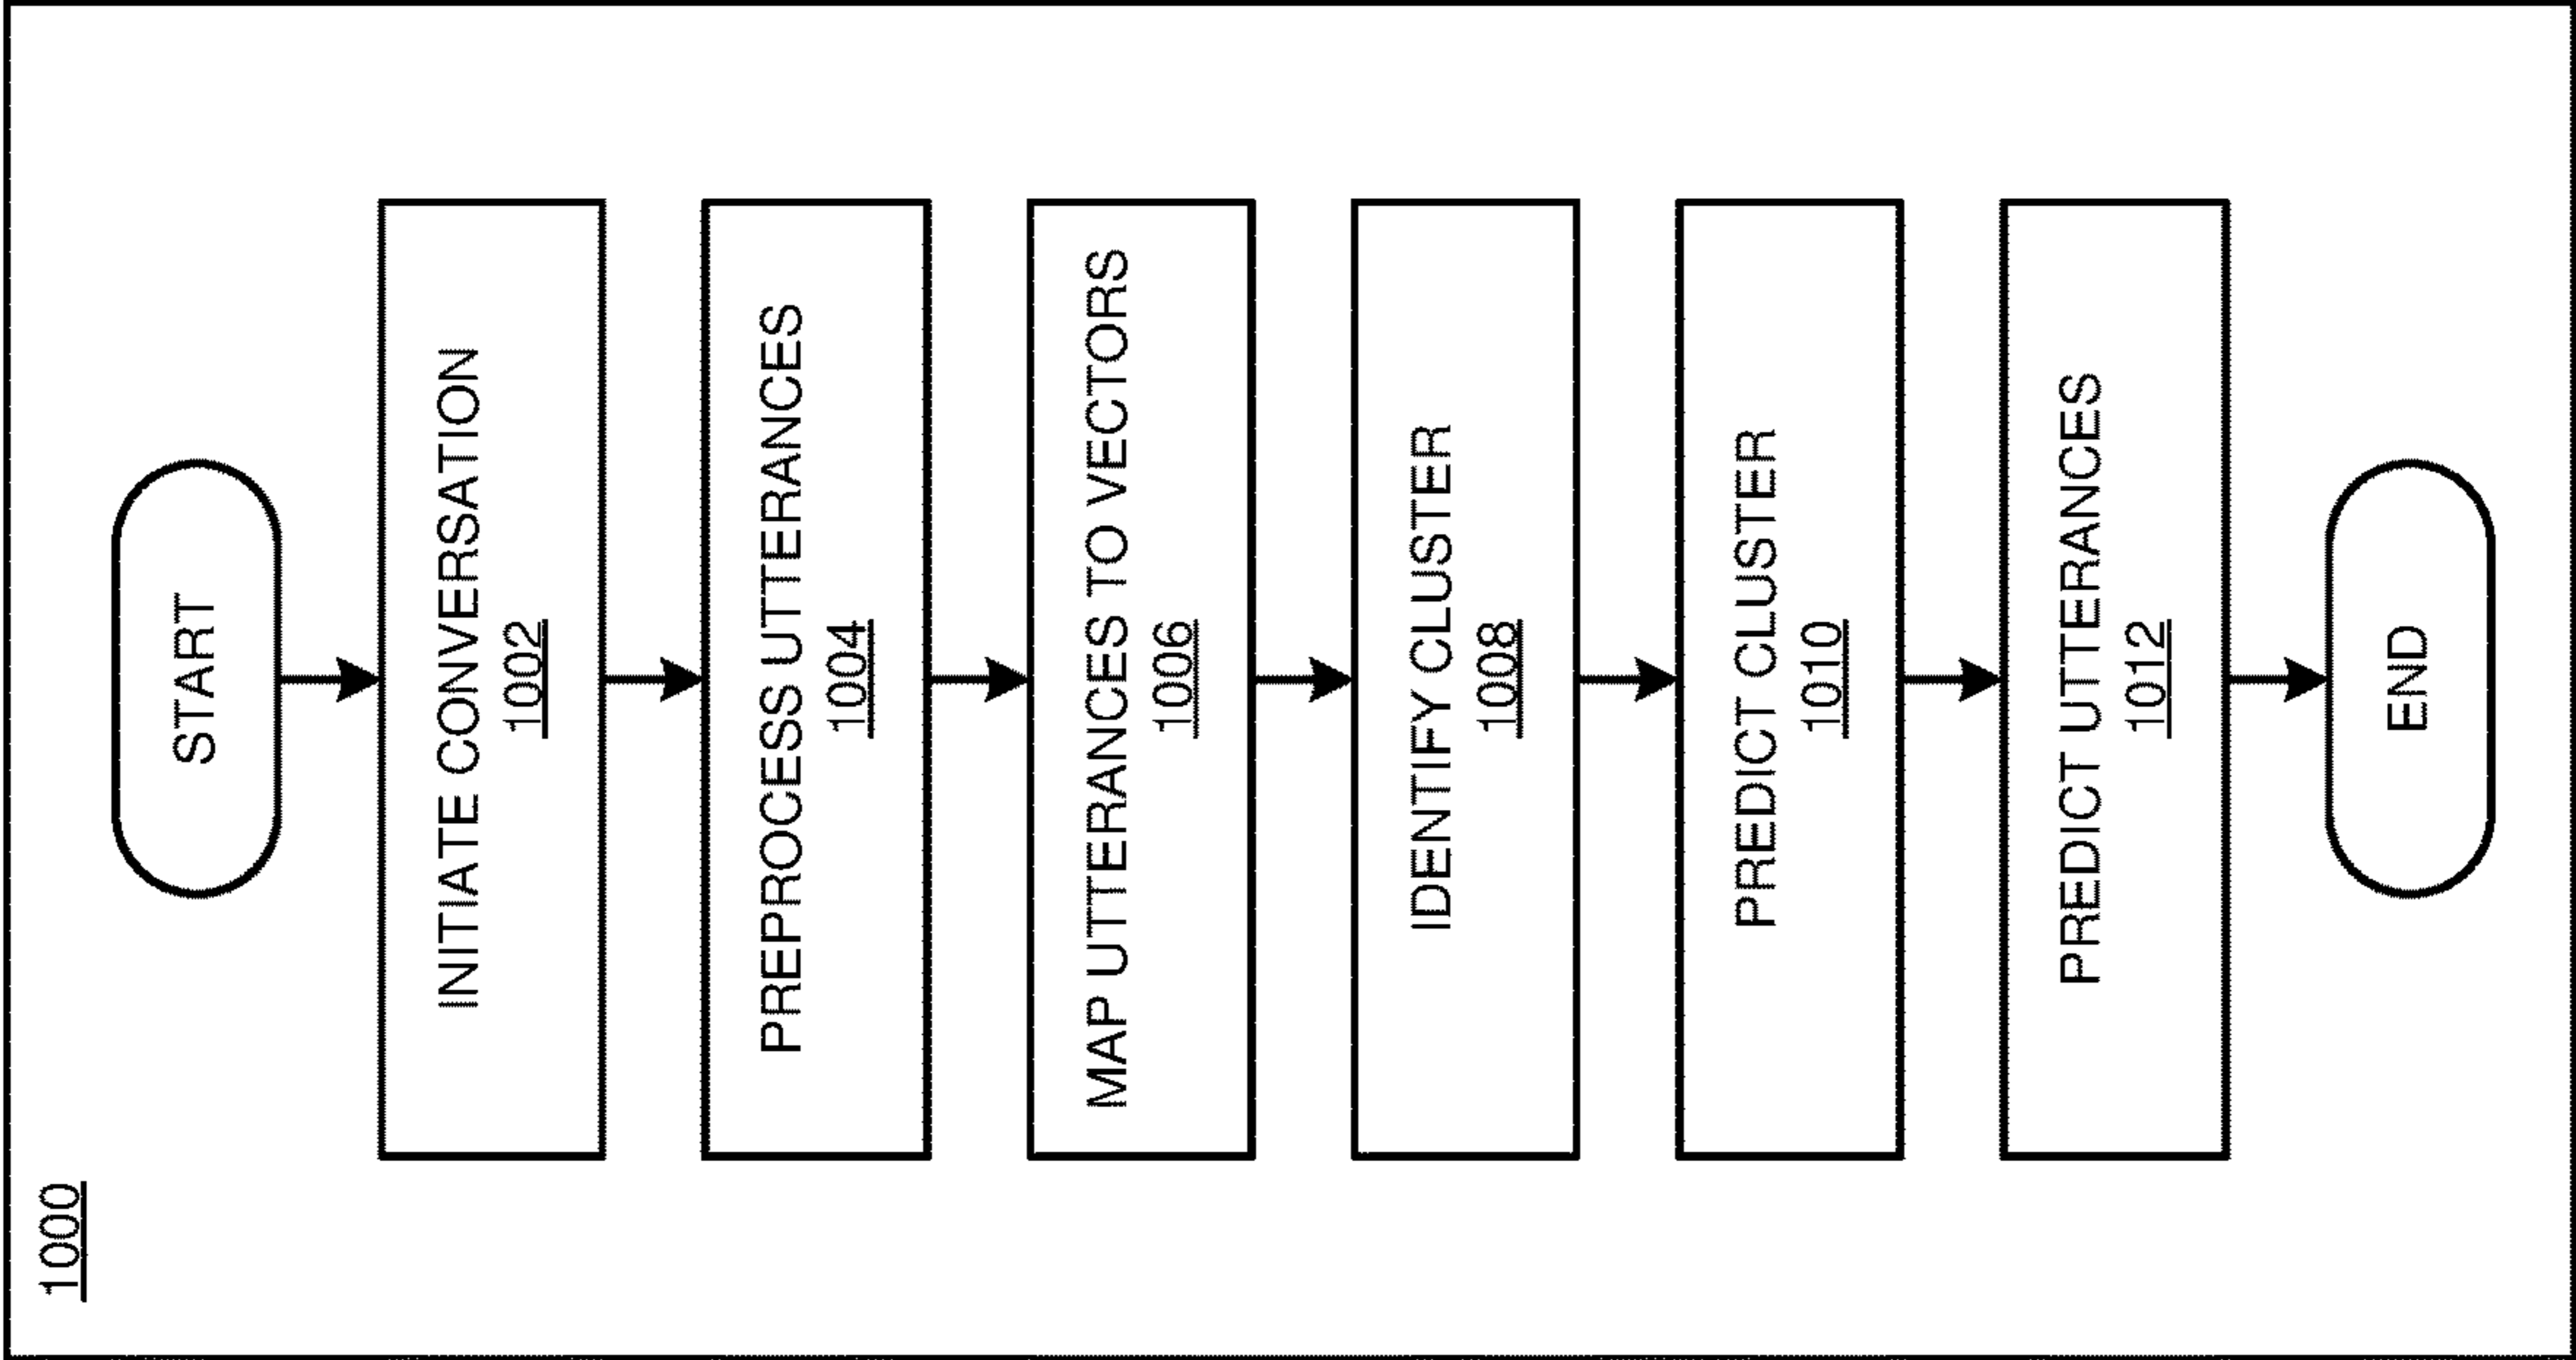 1000
START
INITIATE CONVERSATION
1002
PREPROCESS UTTERANCES
1004
MAP UTTERANCES TO VECTORS
1006
IDENTIFY CLUSTER
1008
PREDICT CLUSTER
1010
PREDICT UTTERANCES
1012
END